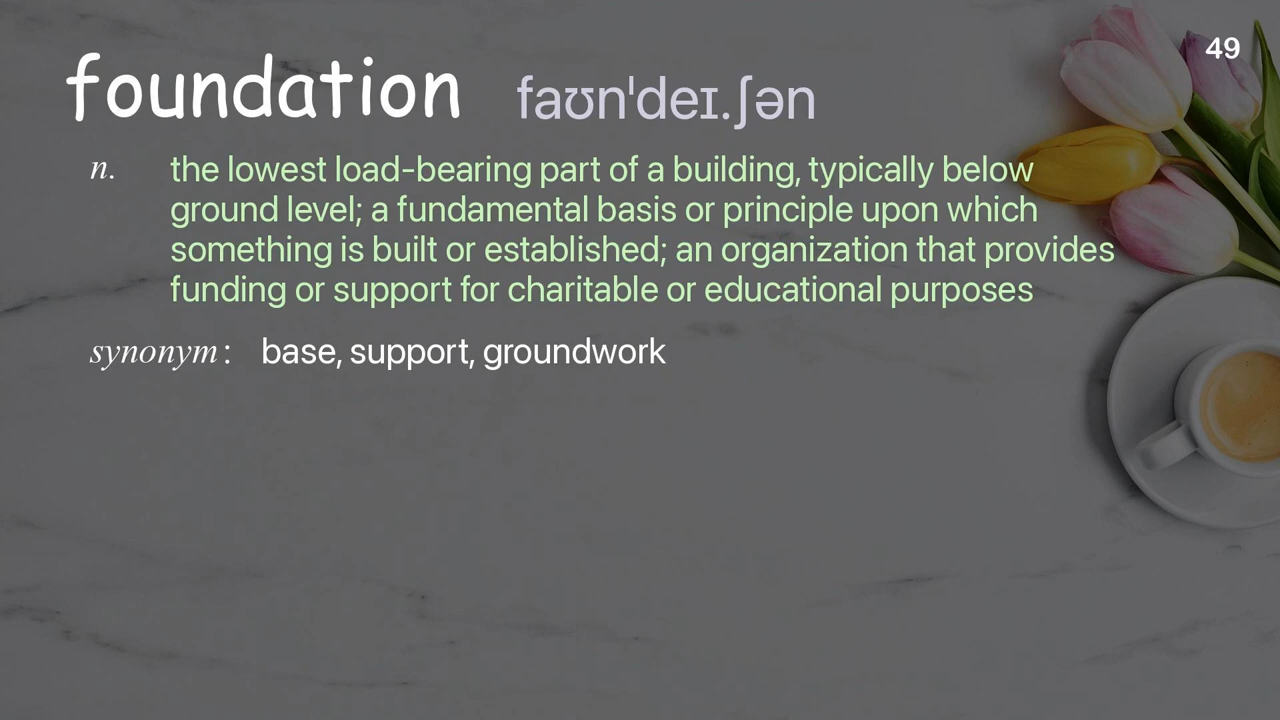 49
foundation faʊnˈdeɪ.ʃən
n. the lowest load-bearing part of a building, typically below
ground level; a fundamental basis or principle upon which
something is built or established; an organization that provides
funding or support for charitable or educational purposes
synonym: base, support, groundwork